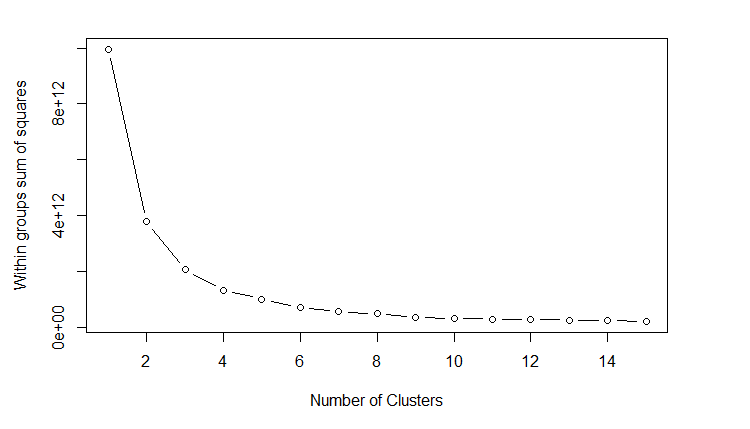 Within groups sum of squares
8e+12
4e+12
0e+00
2 4 6 8 10 12 14
Number of Clusters